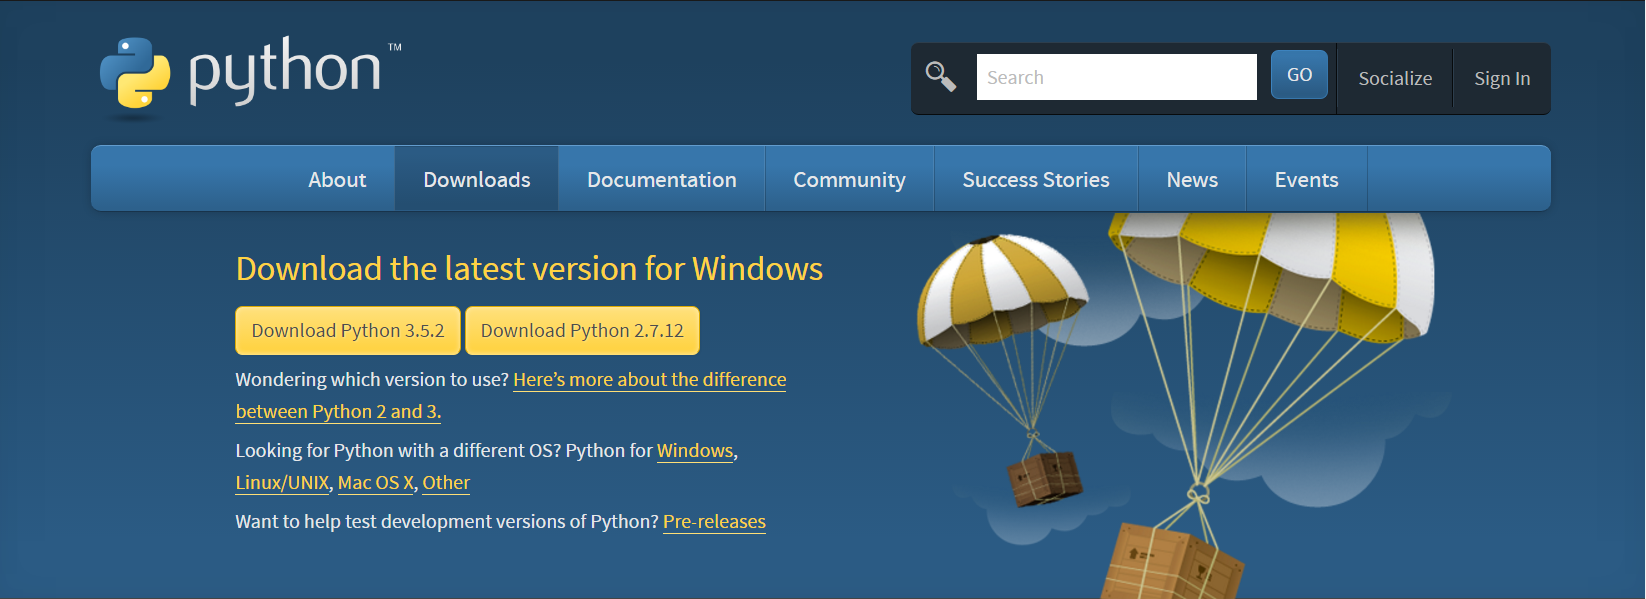 python™
Search
GO
Socialize
Sign In
About
Downloads
Documentation
Community
Success Stories
News
Events
Download the latest version for Windows
Download Python 3.5.2
Download Python 2.7.12
Wondering which version to use? Here’s more about the difference
between Python 2 and 3.
Looking for Python with a different OS? Python for Windows,
Linux/UNIX, Mac OS X, Other
Want to help test development versions of Python? Pre-releases